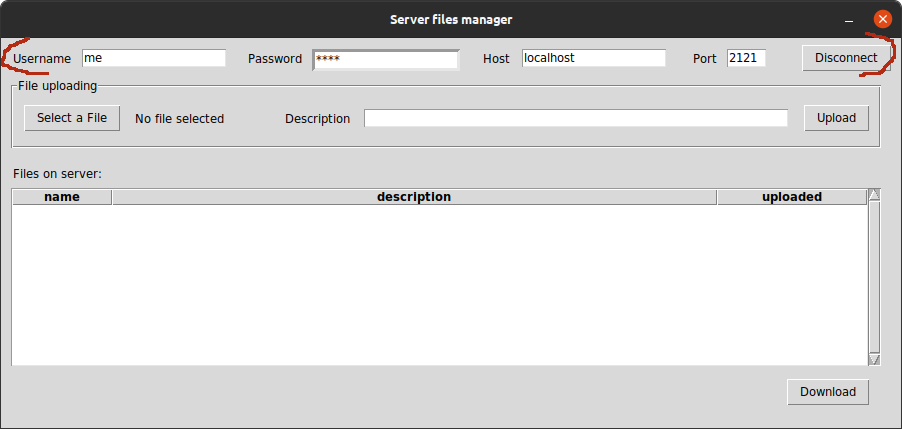 Server files manager
Username me Password **** Host localhost Port 2121 Disconnect
File uploading
Select a File No file selected Description Upload
Files on server:
name description uploaded
Download